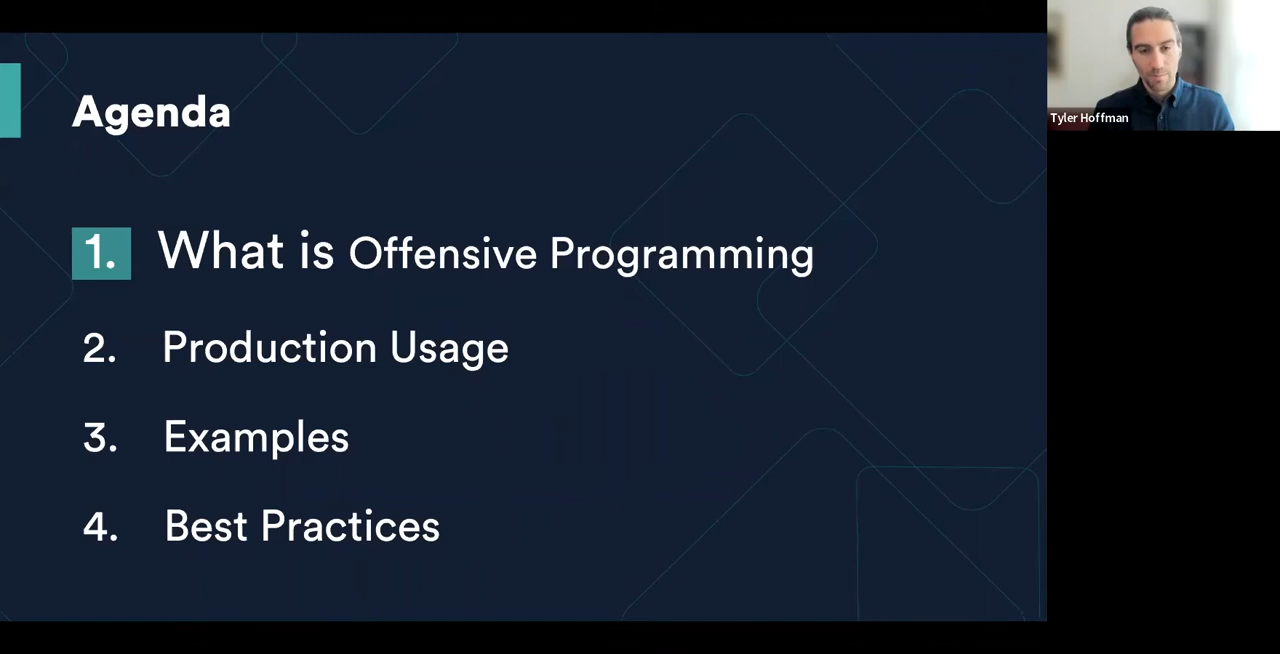 Agenda
1. What is Offensive Programming
2. Production Usage
3. Examples
4. Best Practices
Tyler Hoffman